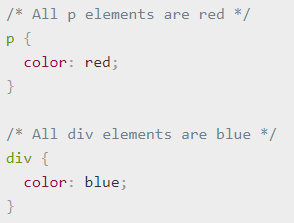 /* All p elements are red */
p {
  color: red;
}

/* All div elements are blue */
div {
  color: blue;
}